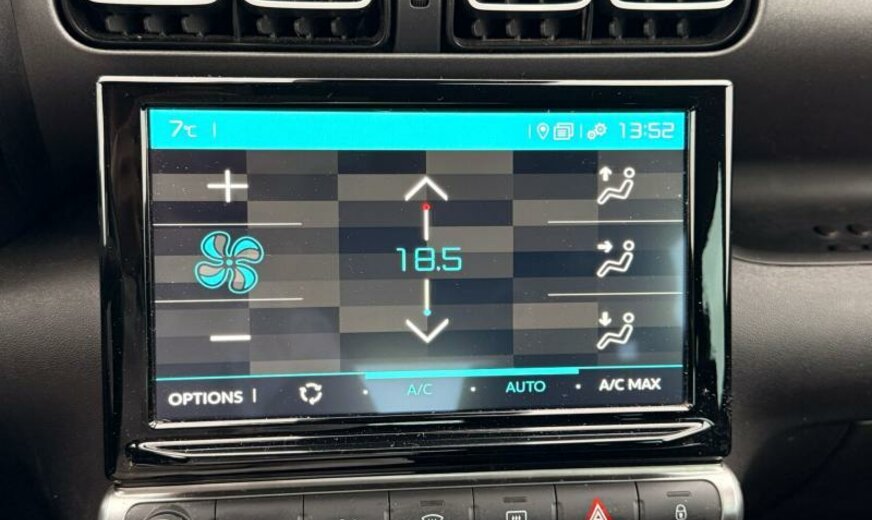 7°C 13:52
18.5
OPTIONS A/C AUTO A/C MAX